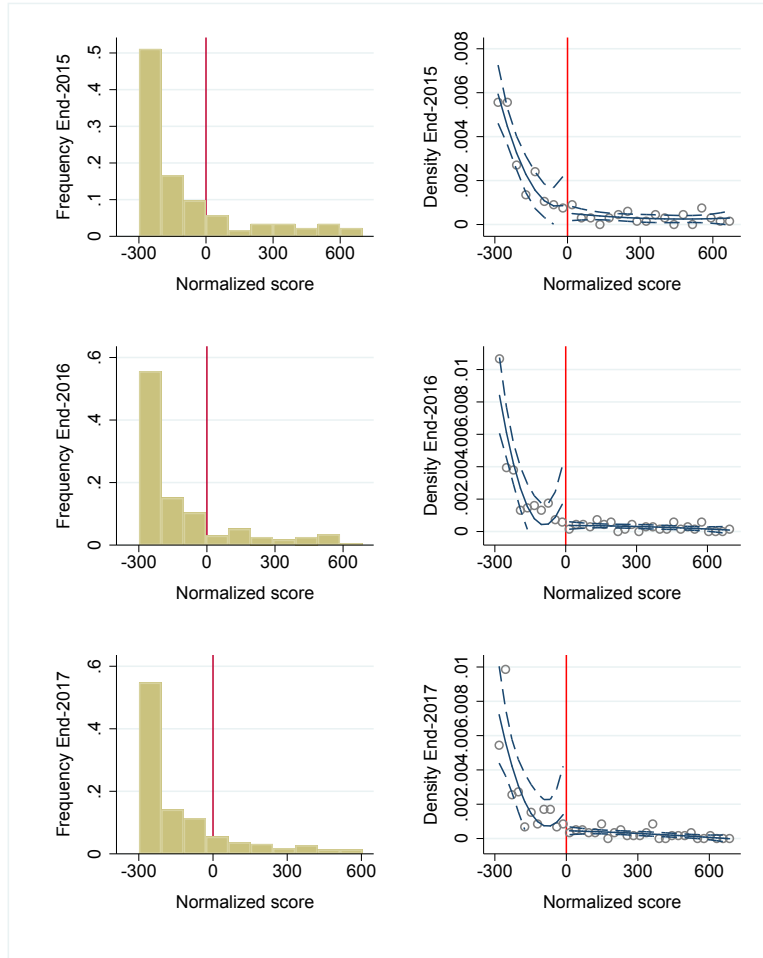 Frequency End-2015
.5
.4
.3
.2
.1
0
-300 0 300 600
Normalized score
Density End-2015
.008
.006
.004
.002
0
-300 0 300 600
Normalized score
Frequency End-2016
.6
.4
.2
0
-300 0 300 600
Normalized score
Density End-2016
.01
.008
.006
.004
.002
0
-300 0 300 600
Normalized score
Frequency End-2017
.6
.4
.2
0
-300 0 300 600
Normalized score
Density End-2017
.01
.008
.006
.004
.002
0
-300 0 300 600
Normalized score